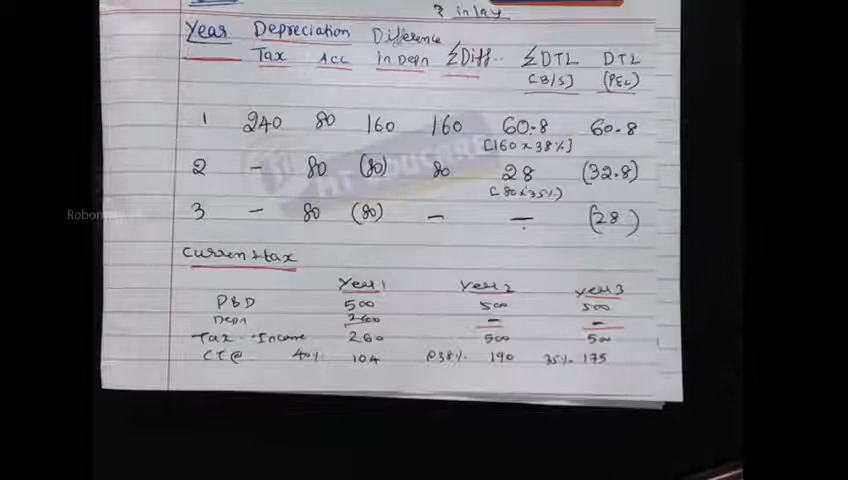 ₹ in lay
Year Depreciation Difference
Tax Acc in Depn ΣDiff.. ΣDTL DTL
[B/S] (P&L)
1 240 80 160 160 60.8 60.8
[160 x 38%]
2 - 80 (80) 80 28 (32.8)
[80 x 35%]
3 - 80 (80) - - (28)
Current tax
Year 1 Year 2 Year 3
PBD 500 500 500
Depn 240 - -
Tax Income 260 500 500
CT@ 40% 104 @38% 190 35% 175